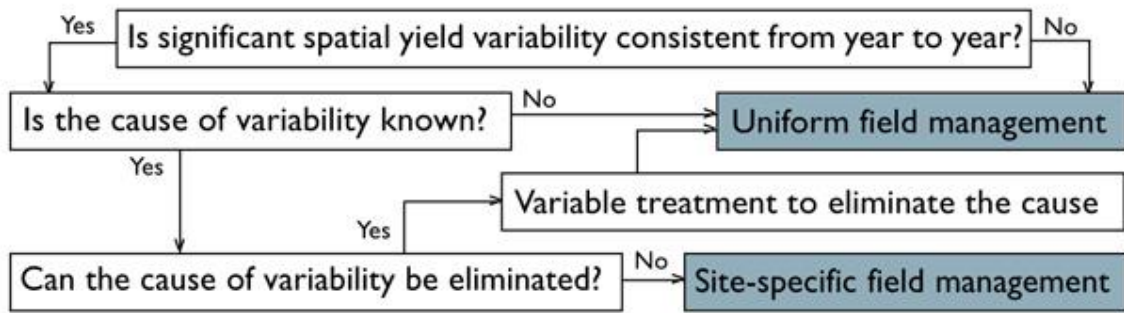 Yes
Is significant spatial yield variability consistent from year to year?
No
Is the cause of variability known?
No
Uniform field management
Yes
Variable treatment to eliminate the cause
Yes
Can the cause of variability be eliminated?
No
Site-specific field management